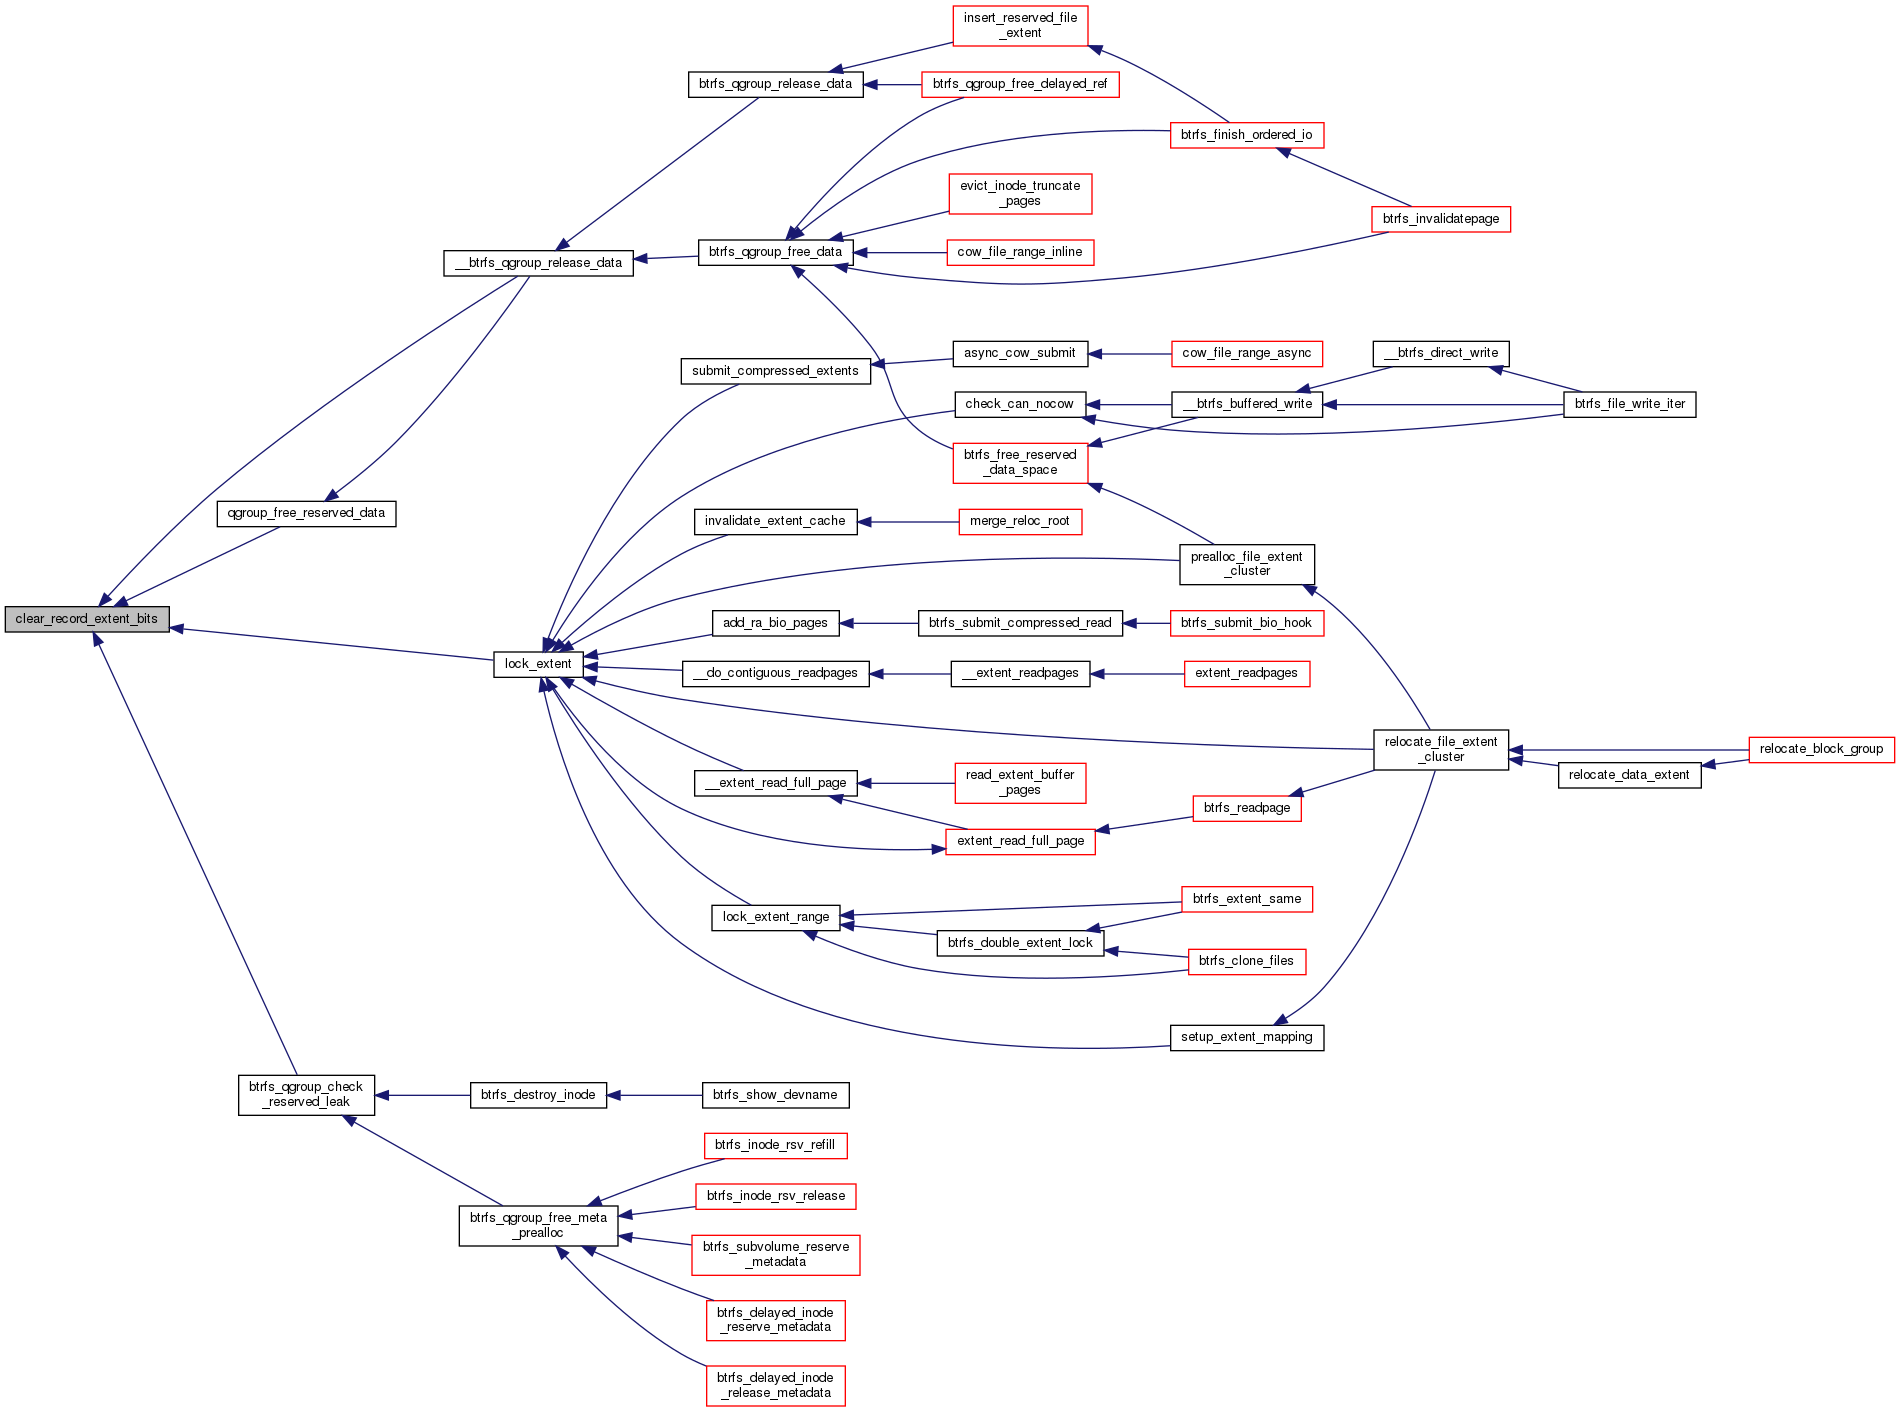 insert_reserved_file
_extent
btrfs_qgroup_release_data
btrfs_qgroup_free_delayed_ref
btrfs_finish_ordered_io
evict_inode_truncate
_pages
btrfs_invalidatepage
__btrfs_qgroup_release_data
btrfs_qgroup_free_data
cow_file_range_inline
submit_compressed_extents
async_cow_submit
cow_file_range_async
__btrfs_direct_write
check_can_nocow
__btrfs_buffered_write
btrfs_file_write_iter
btrfs_free_reserved
_data_space
qgroup_free_reserved_data
invalidate_extent_cache
merge_reloc_root
prealloc_file_extent
_cluster
clear_record_extent_bits
add_ra_bio_pages
btrfs_submit_compressed_read
btrfs_submit_bio_hook
lock_extent
__do_contiguous_readpages
__extent_readpages
extent_readpages
relocate_file_extent
_cluster
relocate_block_group
relocate_data_extent
__extent_read_full_page
read_extent_buffer
_pages
btrfs_readpage
extent_read_full_page
lock_extent_range
btrfs_extent_same
btrfs_double_extent_lock
btrfs_clone_files
setup_extent_mapping
btrfs_qgroup_check
_reserved_leak
btrfs_destroy_inode
btrfs_show_devname
btrfs_inode_rsv_refill
btrfs_inode_rsv_release
btrfs_qgroup_free_meta
_prealloc
btrfs_subvolume_reserve
_metadata
btrfs_delayed_inode
_reserve_metadata
btrfs_delayed_inode
_release_metadata